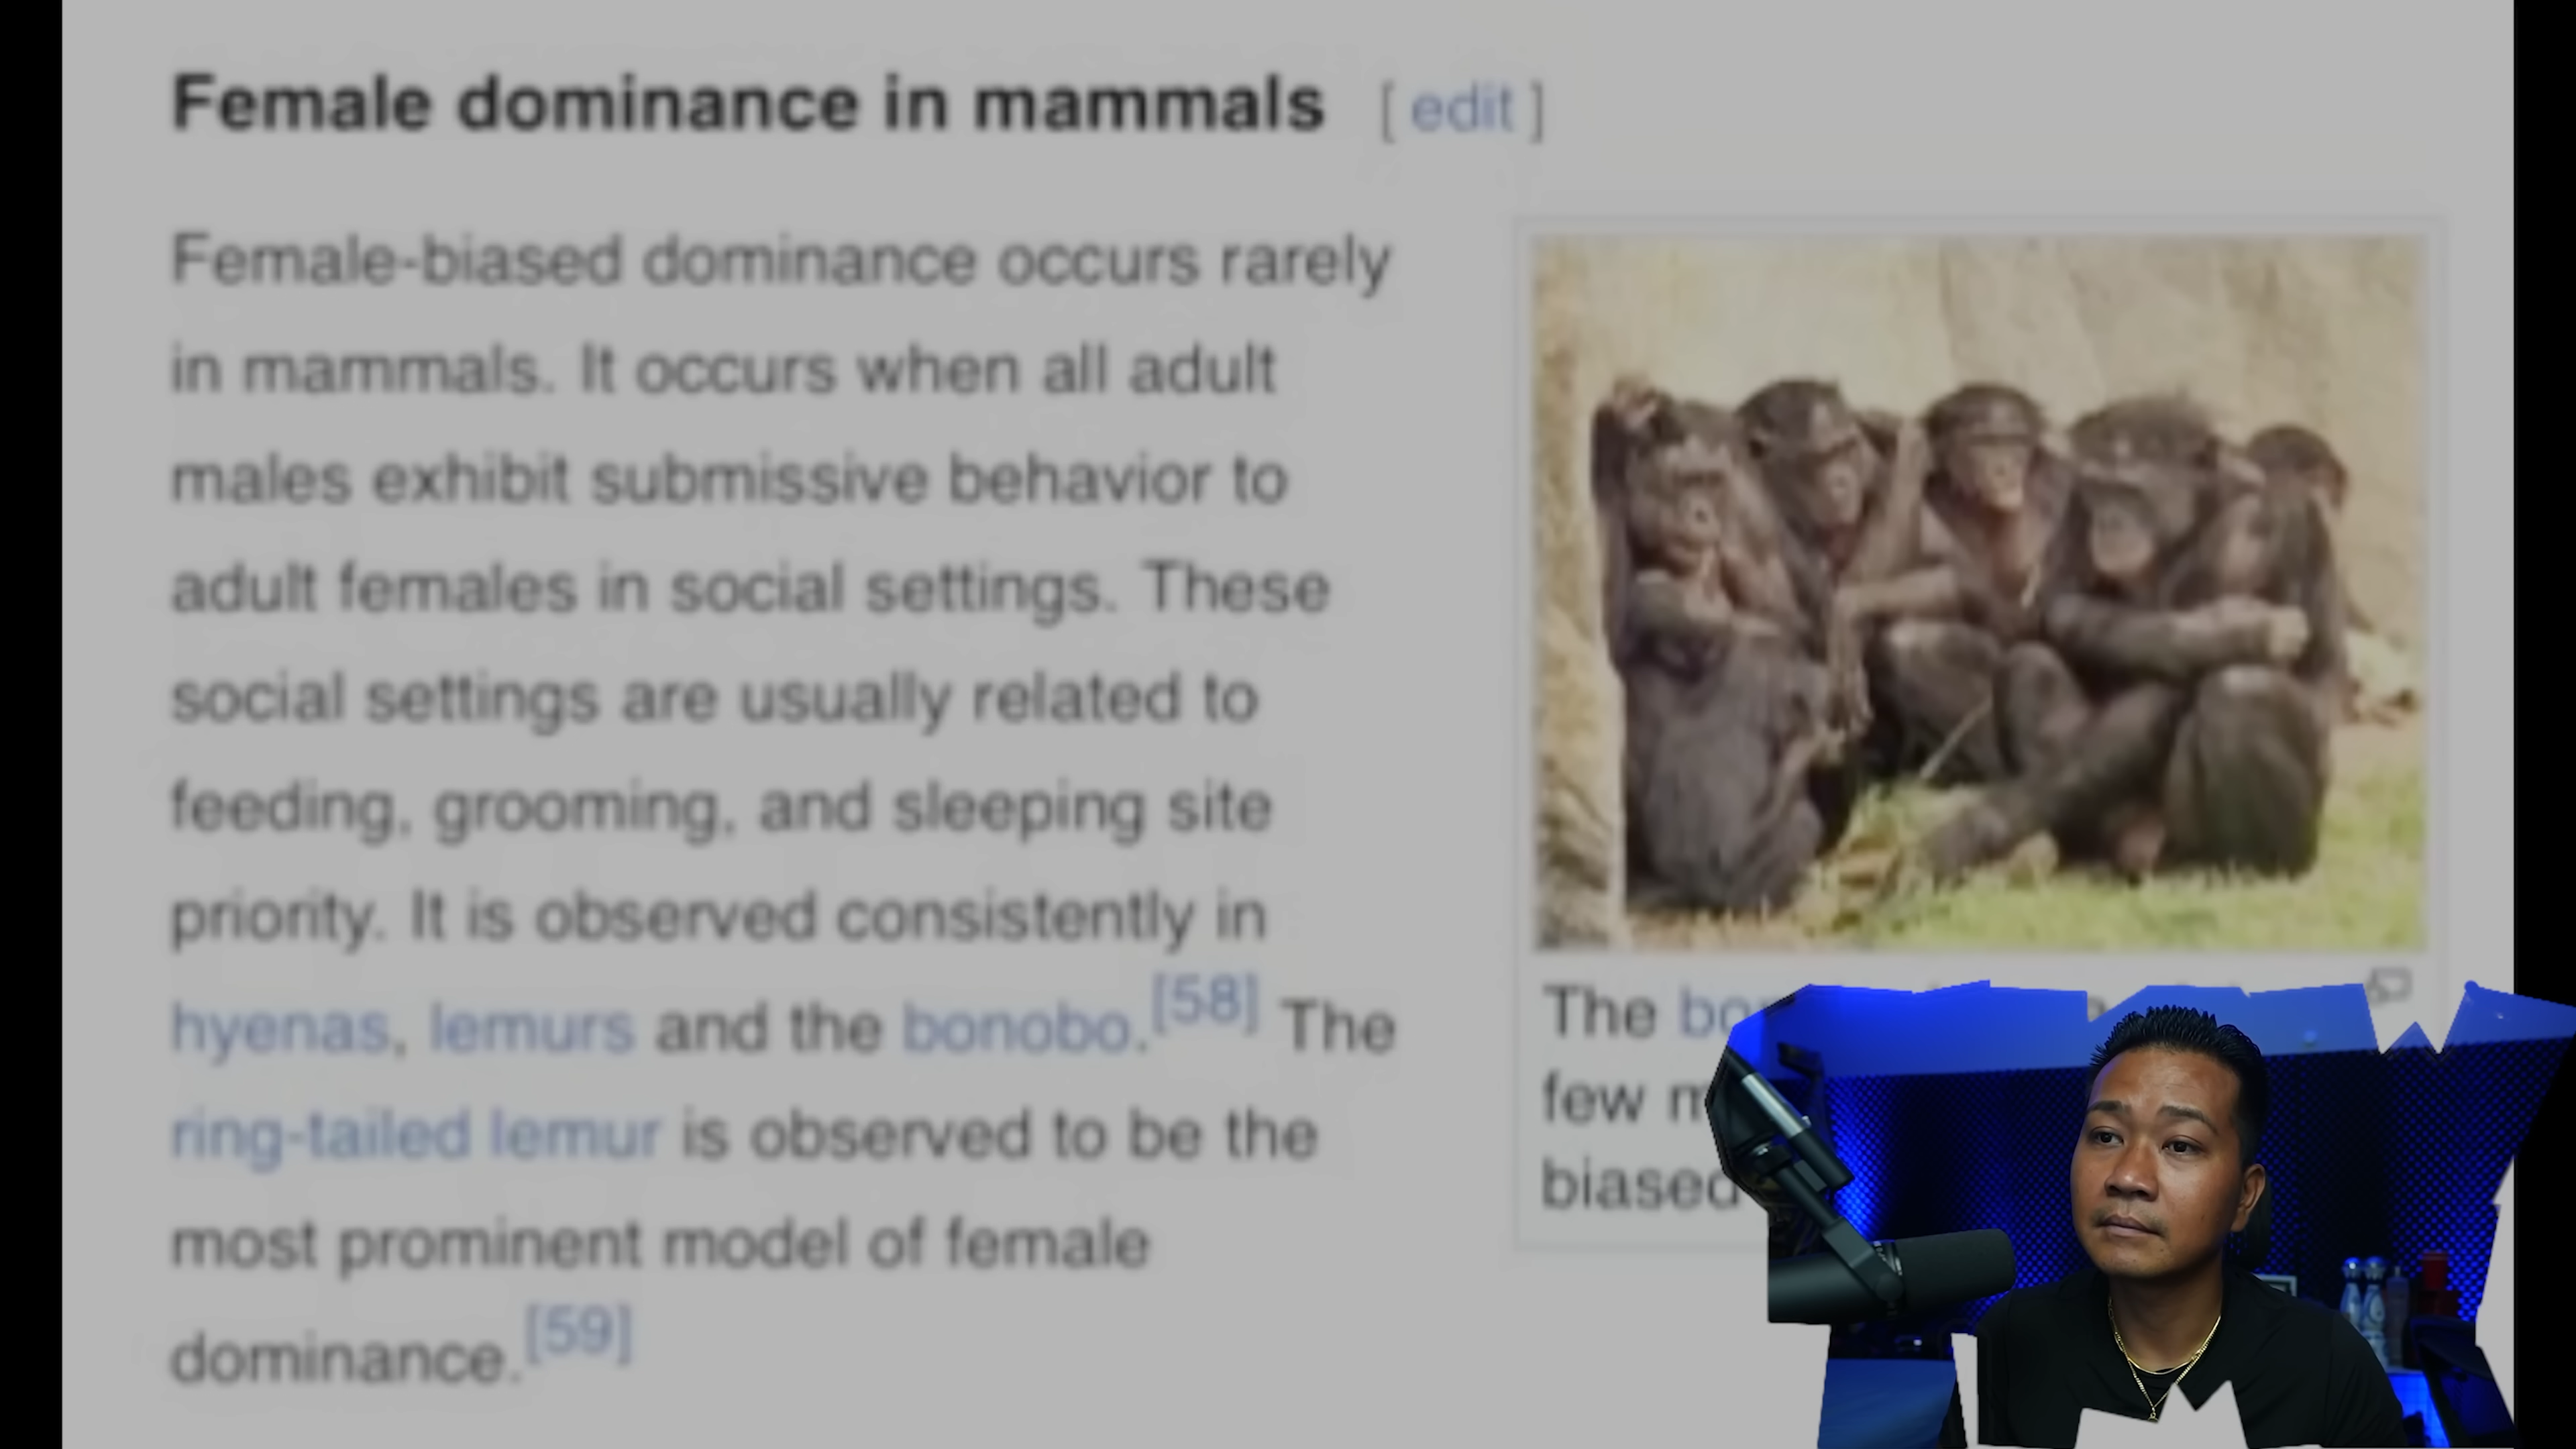 Female dominance in mammals [ edit ]
Female-biased dominance occurs rarely
in mammals. It occurs when all adult
males exhibit submissive behavior to
adult females in social settings. These
social settings are usually related to
feeding, grooming, and sleeping site
priority. It is observed consistently in
hyenas, lemurs and the bonobo.[58] The
ring-tailed lemur is observed to be the
most prominent model of female
dominance.[59]
The
few
biased